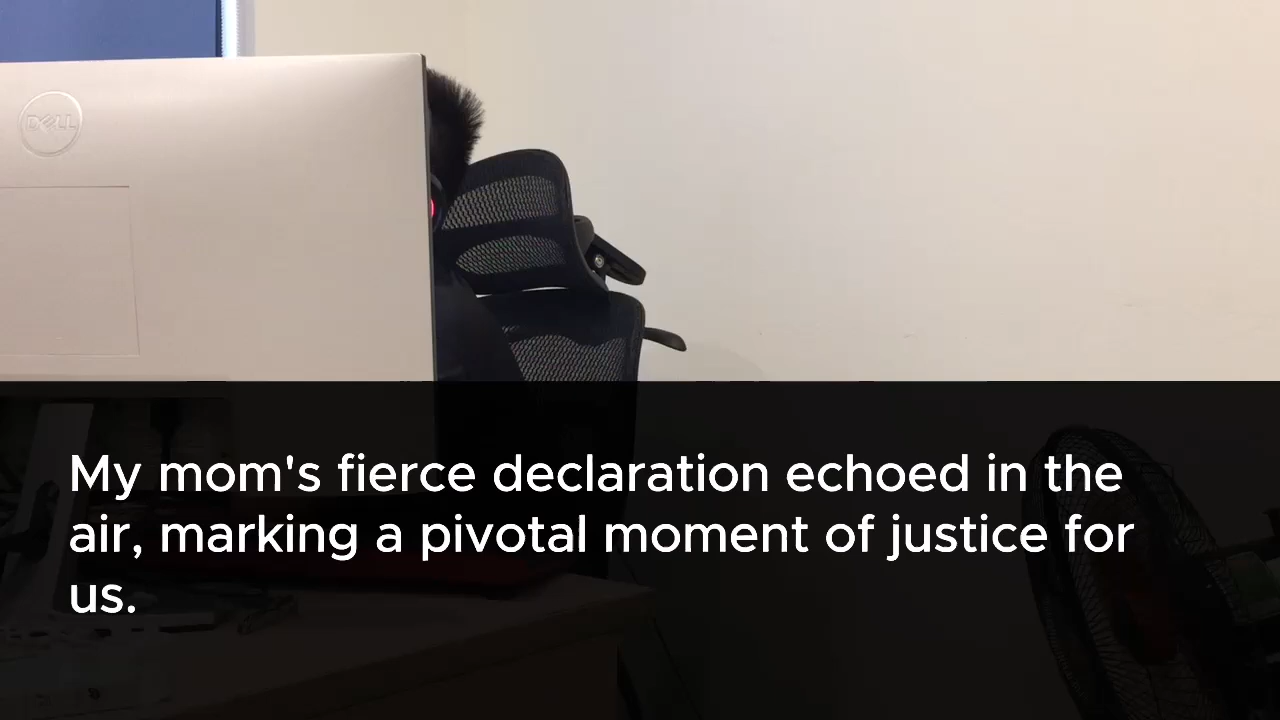 DELL
My mom's fierce declaration echoed in the
air, marking a pivotal moment of justice for
us.